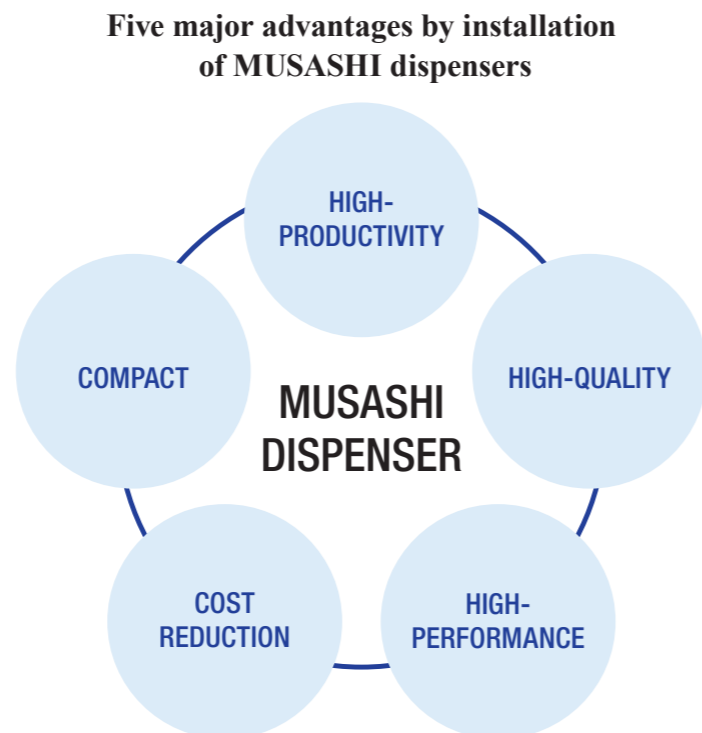 Five major advantages by installation
of MUSASHI dispensers
HIGH-
PRODUCTIVITY
COMPACT
HIGH-QUALITY
MUSASHI
DISPENSER
COST
REDUCTION
HIGH-
PERFORMANCE